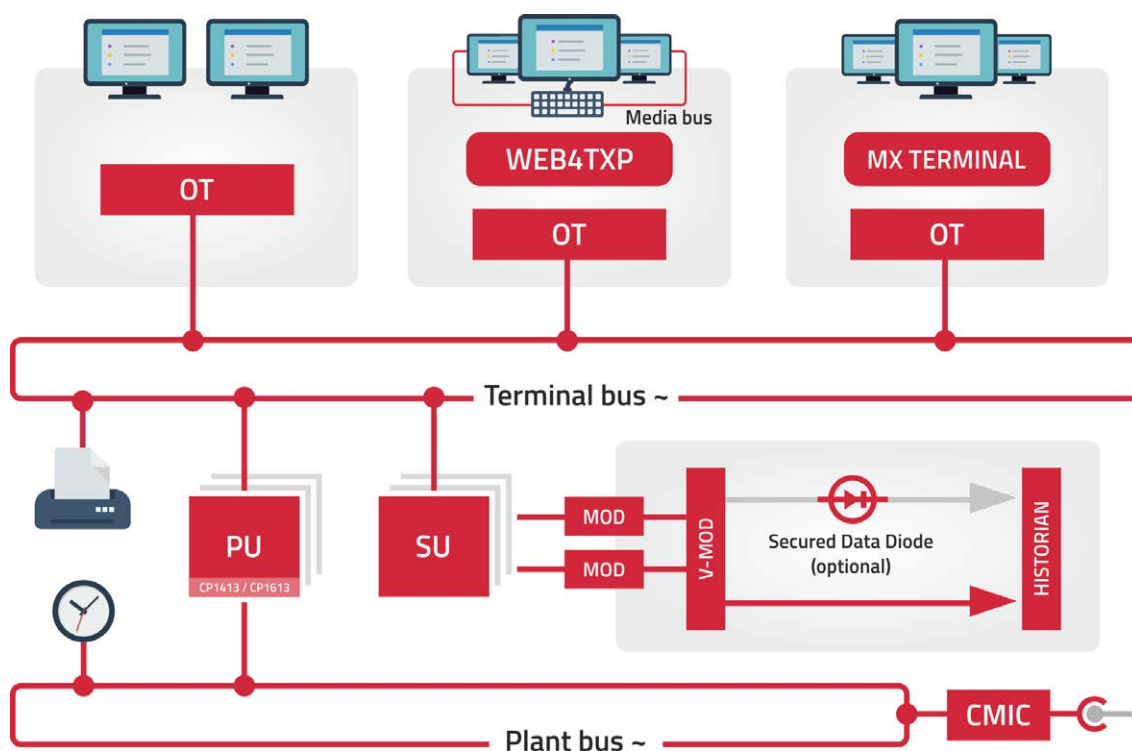 Media bus
WEB4TXP
MX TERMINAL
OT
OT
OT
Terminal bus ~
PU
CP1413 / CP1613
SU
MOD
MOD
V-MOD
Secured Data Diode
(optional)
HISTORIAN
CMIC
Plant bus ~